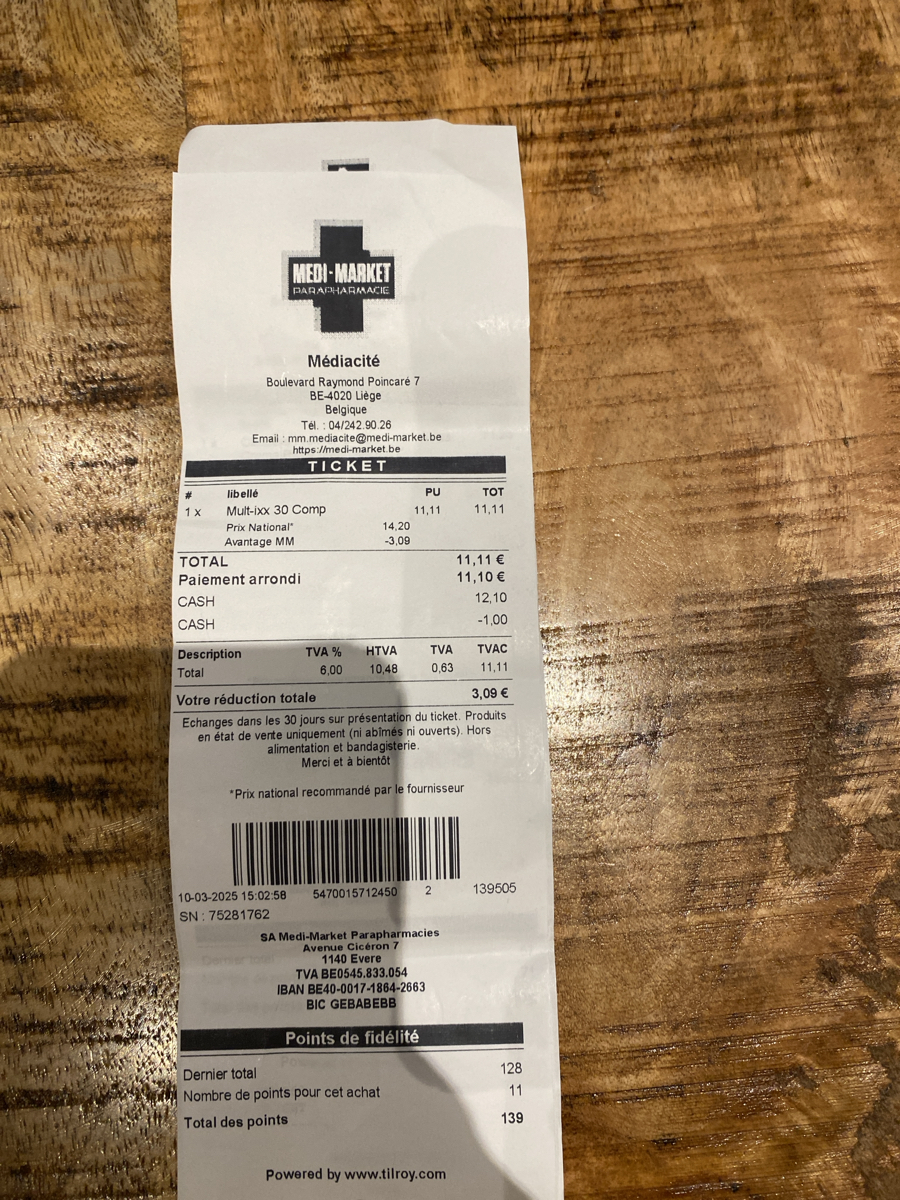 MEDI-MARKET
PARAPHARMACIE
Médiacité
Boulevard Raymond Poincaré 7
BE-4020 Liège
Belgique
Tél. : 04/242.90.26
Email : mm.mediacite@medi-market.be
https://medi-market.be
TICKET
# libellé PU TOT
1 x Mult-ixx 30 Comp 11,11 11,11
Prix National* 14,20
Avantage MM -3,09
TOTAL 11,11 €
Paiement arrondi 11,10 €
CASH 12,10
CASH -1,00
Description TVA % HTVA TVA TVAC
Total 6,00 10,48 0,63 11,11
Votre réduction totale 3,09 €
Echanges dans les 30 jours sur présentation du ticket. Produits
en état de vente uniquement (ni abîmés ni ouverts). Hors
alimentation et bandagisterie.
Merci et à bientôt
*Prix national recommandé par le fournisseur
10-03-2025 15:02:58 5470015712450 2 139505
SN : 75281762
SA Medi-Market Parapharmacies
Avenue Cicéron 7
1140 Evere
TVA BE0545.833.054
IBAN BE40-0017-1864-2663
BIC GEBABEBB
Points de fidélité
Dernier total 128
Nombre de points pour cet achat 11
Total des points 139
Powered by www.tilroy.com